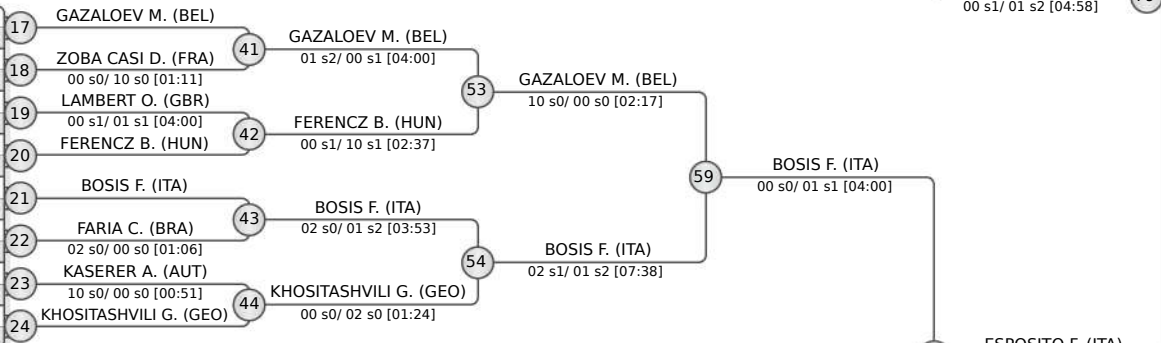 00 s1/ 01 s2 [04:58]
17
GAZALOEV M. (BEL)
41
GAZALOEV M. (BEL)
01 s2/ 00 s1 [04:00]
18
ZOBA CASI D. (FRA)
00 s0/ 10 s0 [01:11]
53
GAZALOEV M. (BEL)
10 s0/ 00 s0 [02:17]
19
LAMBERT O. (GBR)
00 s1/ 01 s1 [04:00]
42
FERENCZ B. (HUN)
00 s1/ 10 s1 [02:37]
20
FERENCZ B. (HUN)
59
BOSIS F. (ITA)
00 s0/ 01 s1 [04:00]
21
BOSIS F. (ITA)
43
BOSIS F. (ITA)
02 s0/ 01 s2 [03:53]
22
FARIA C. (BRA)
02 s0/ 00 s0 [01:06]
54
BOSIS F. (ITA)
02 s1/ 01 s2 [07:38]
23
KASERER A. (AUT)
10 s0/ 00 s0 [00:51]
44
KHOSITASHVILI G. (GEO)
00 s0/ 02 s0 [01:24]
24
KHOSITASHVILI G. (GEO)
ESPOSITO F. (ITA)